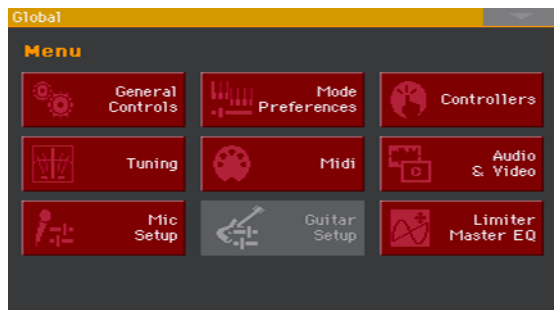 Global
Menu
General
Controls
Mode
Preferences
Controllers
Tuning
Midi
Audio
& Video
Mic
Setup
Guitar
Setup
Limiter
Master EQ